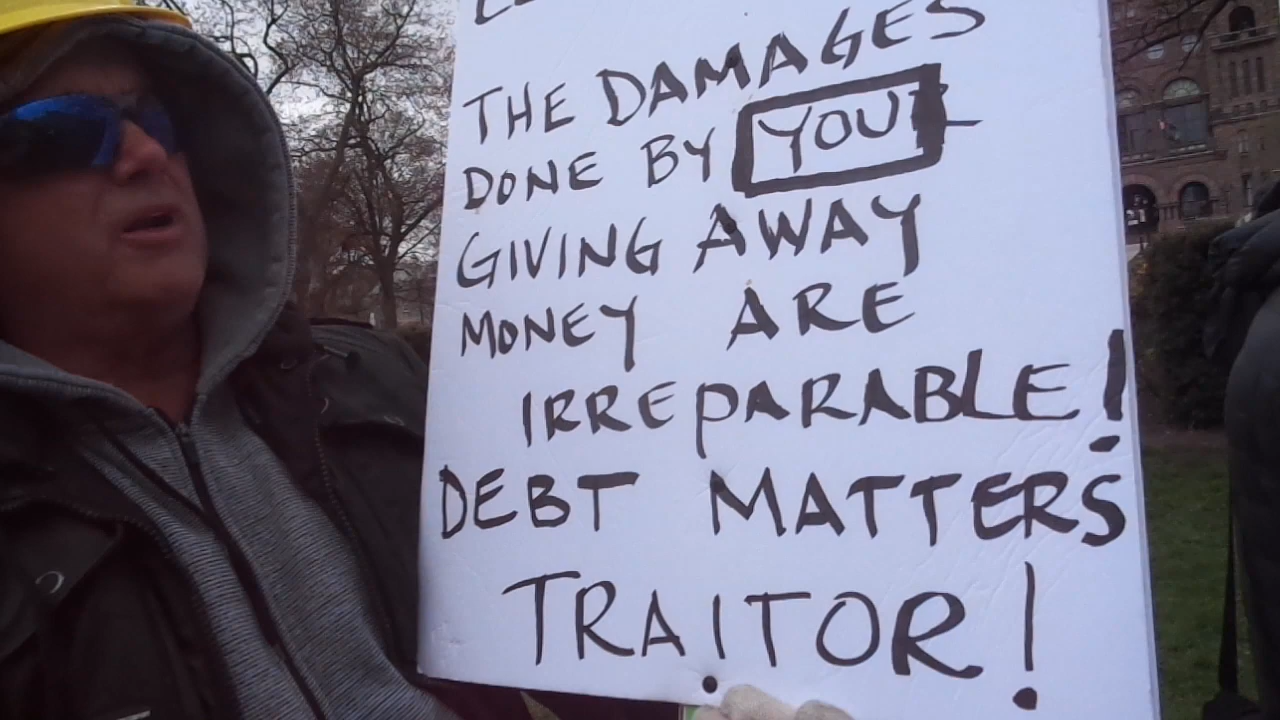 THE DAMAGES
DONE BY YOU
GIVING AWAY
MONEY ARE
IRREPARABLE!
DEBT MATTERS
TRAITOR!